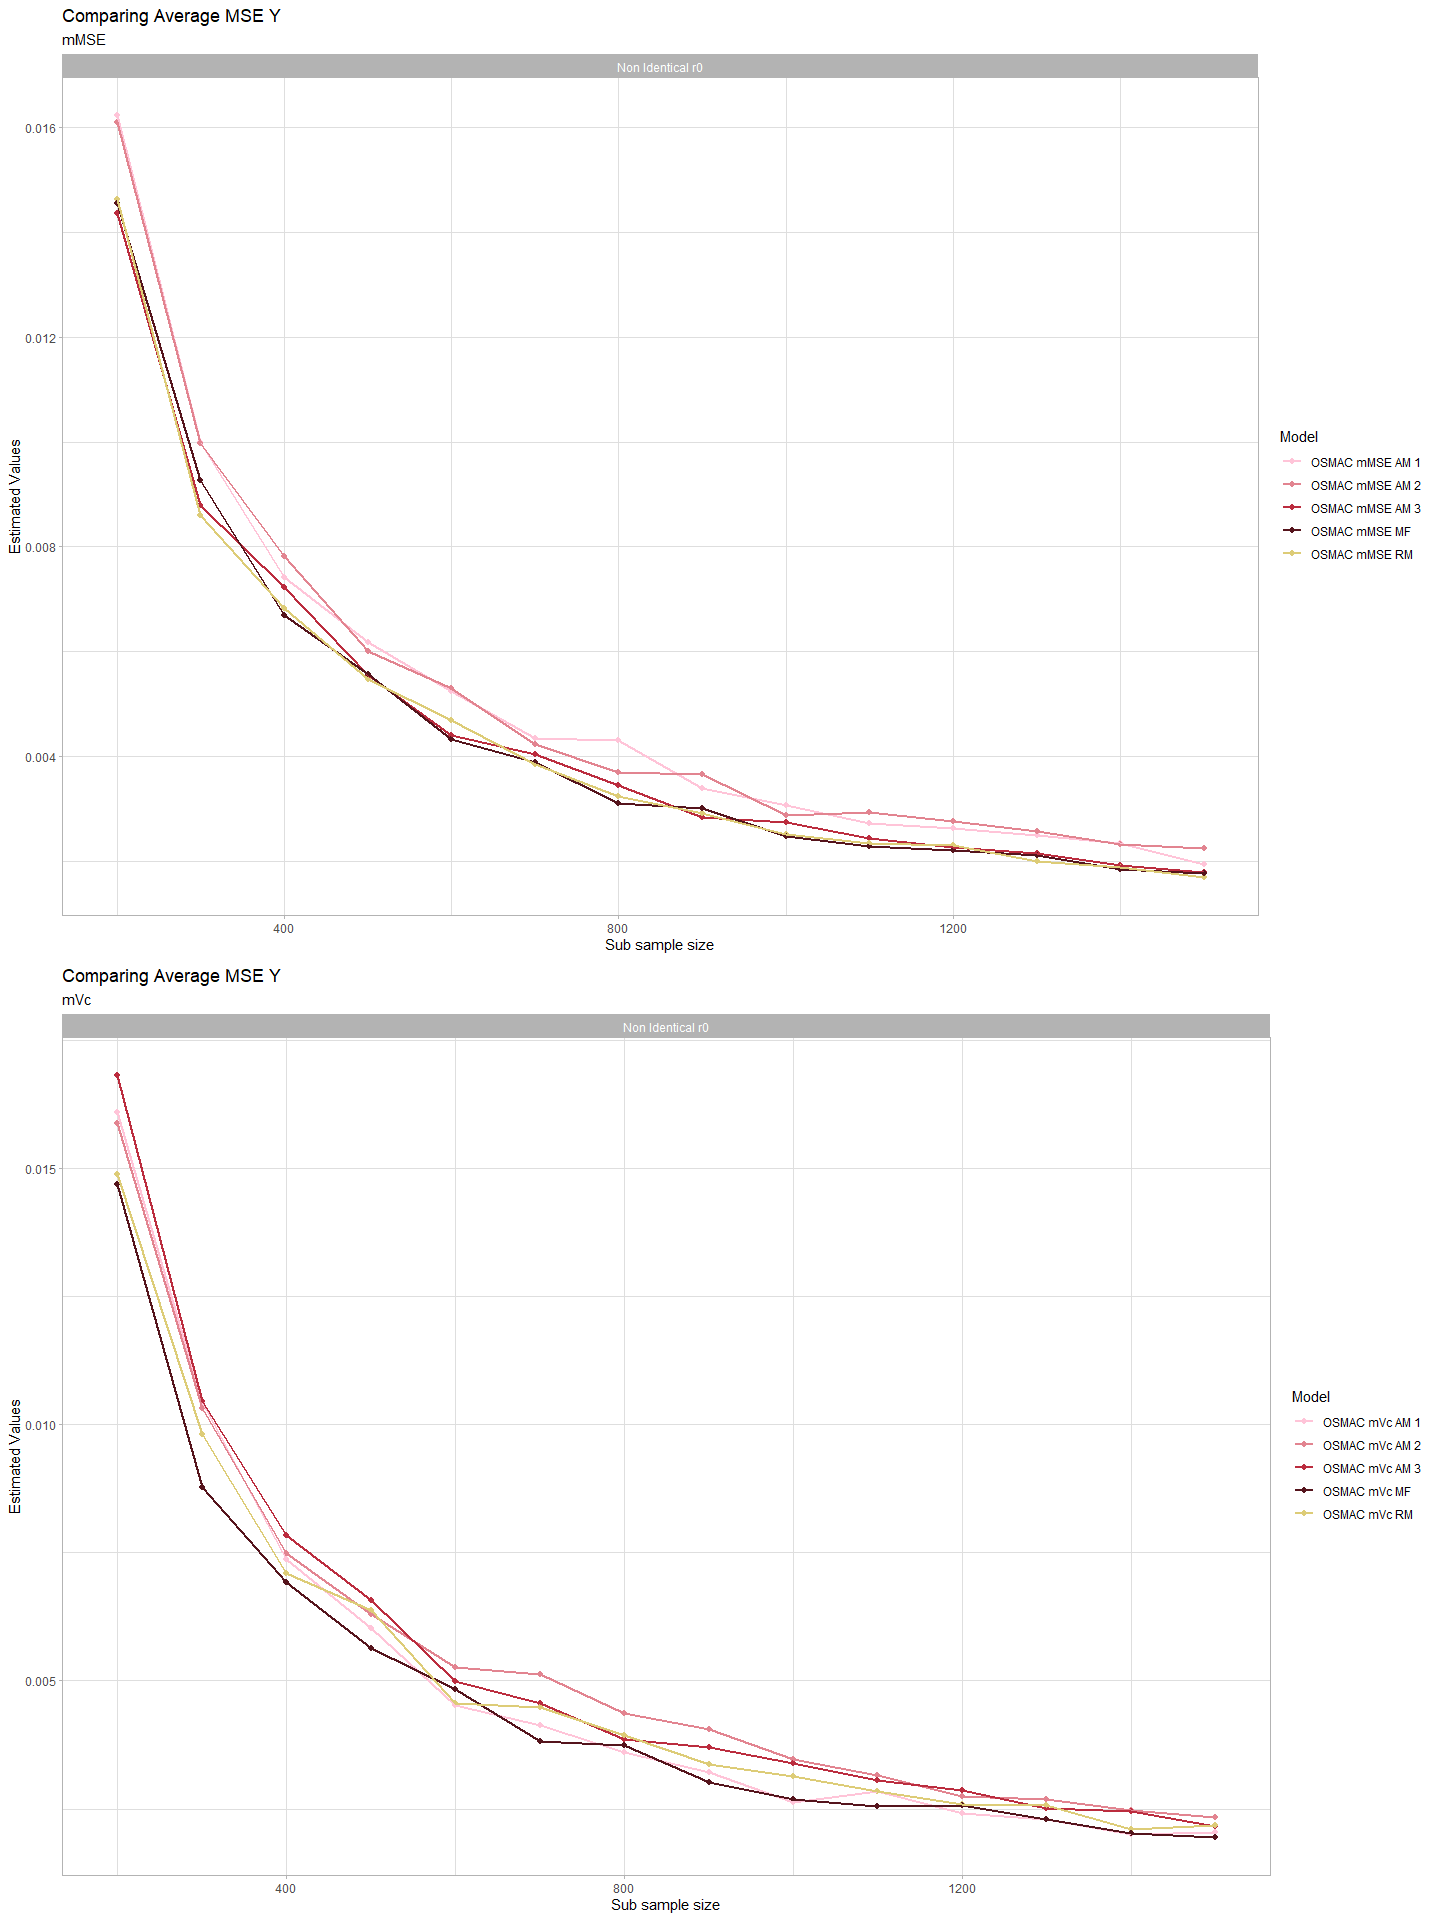 Comparing Average MSE Y
mMSE
Non Identical r0
0.016
0.012
0.008
0.004
Estimated Values
400
800
1200
Sub sample size
Model
OSMAC mMSE AM 1
OSMAC mMSE AM 2
OSMAC mMSE AM 3
OSMAC mMSE MF
OSMAC mMSE RM
Comparing Average MSE Y
mVc
Non Identical r0
0.015
0.010
0.005
Estimated Values
400
800
1200
Sub sample size
Model
OSMAC mVc AM 1
OSMAC mVc AM 2
OSMAC mVc AM 3
OSMAC mVc MF
OSMAC mVc RM